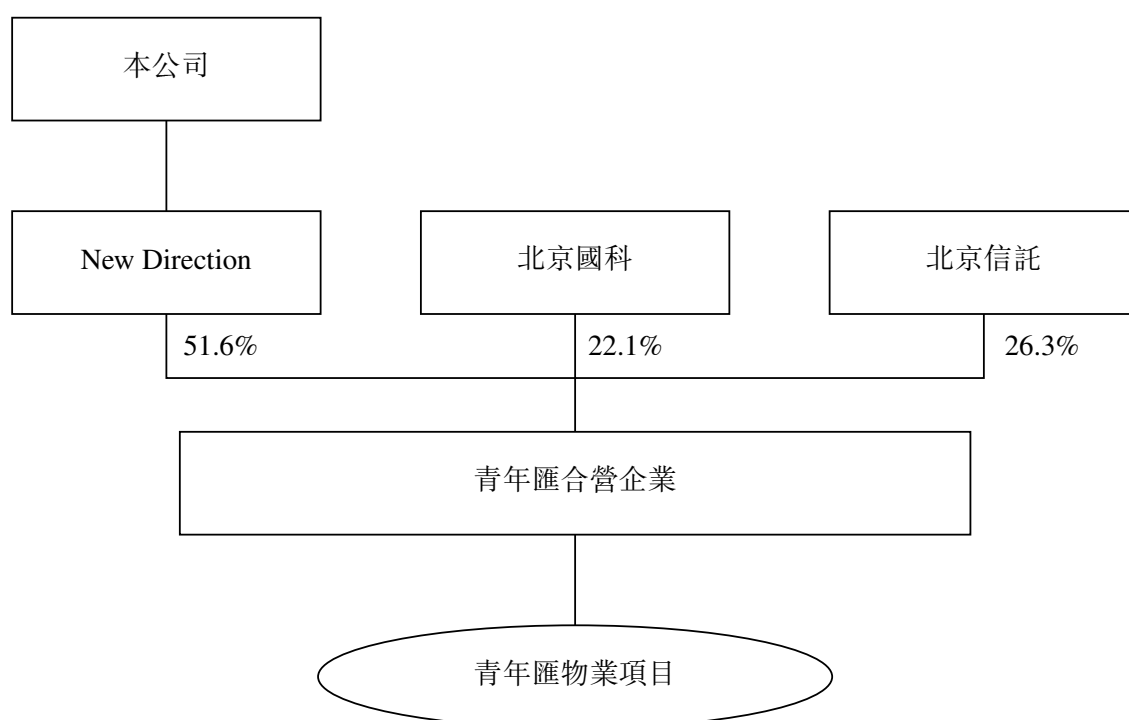 本公司
New Direction
北京國科
北京信託
51.6%
22.1%
26.3%
青年匯合營企業
青年匯物業項目